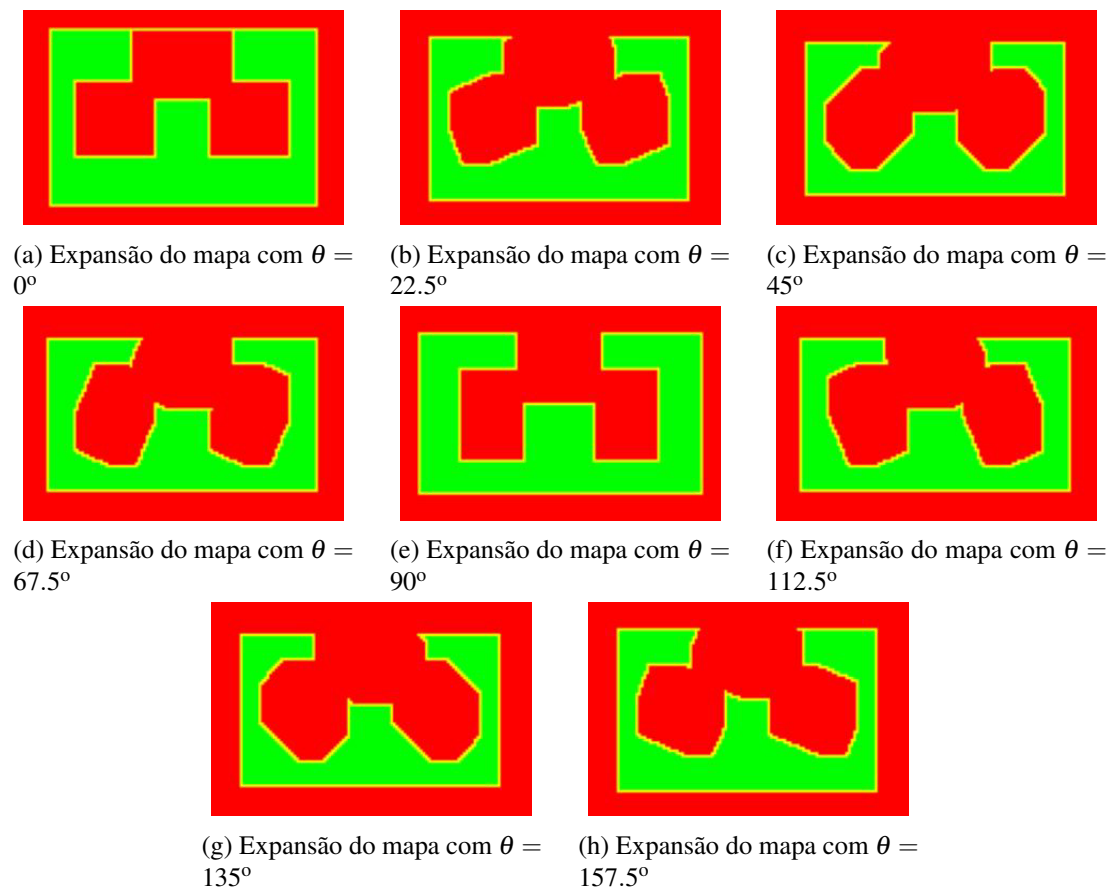 (a) Expansão do mapa com θ =
0º
(b) Expansão do mapa com θ =
22.5º
(c) Expansão do mapa com θ =
45º
(d) Expansão do mapa com θ =
67.5º
(e) Expansão do mapa com θ =
90º
(f) Expansão do mapa com θ =
112.5º
(g) Expansão do mapa com θ =
135º
(h) Expansão do mapa com θ =
157.5º